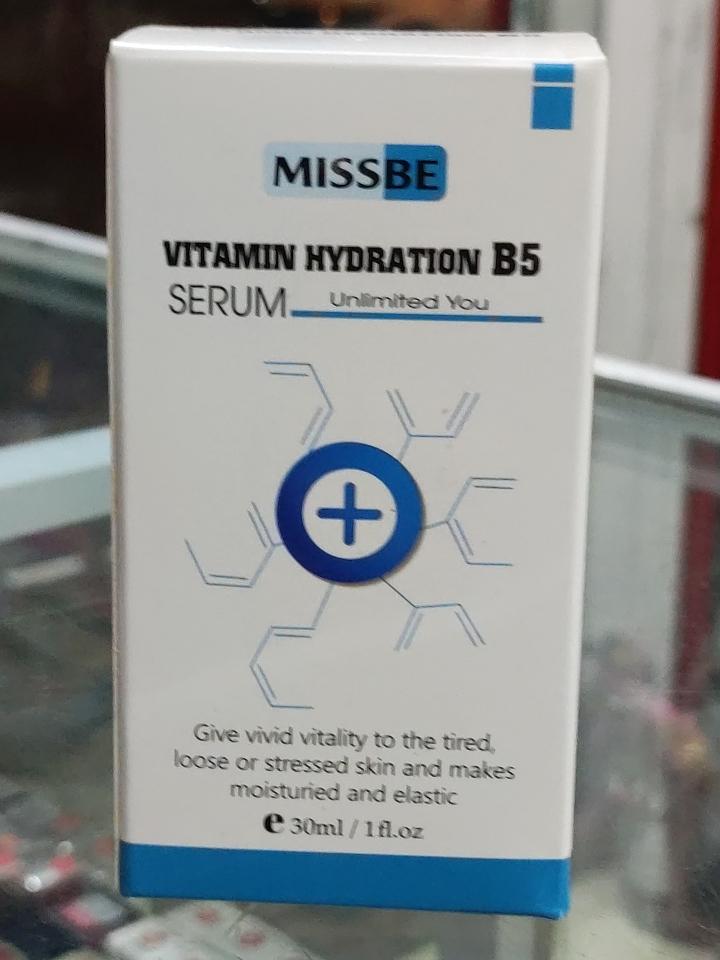 MISSBE
VITAMIN HYDRATION B5
SERUM Unlimited You
Give vivid vitality to the tired,
loose or stressed skin and makes
moisturied and elastic
e 30ml / 1fl.oz